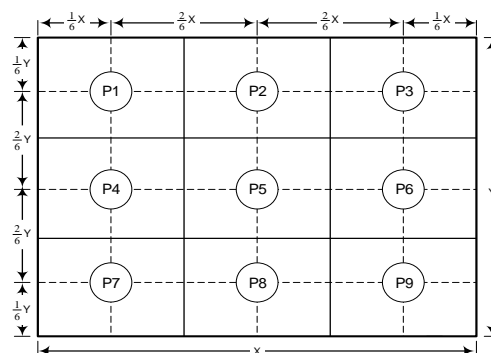 1/6 X 2/6 X 2/6 X 1/6 X
1/6 Y
P1 P2 P3
2/6 Y
P4 P5 P6
2/6 Y
P7 P8 P9
1/6 Y
X